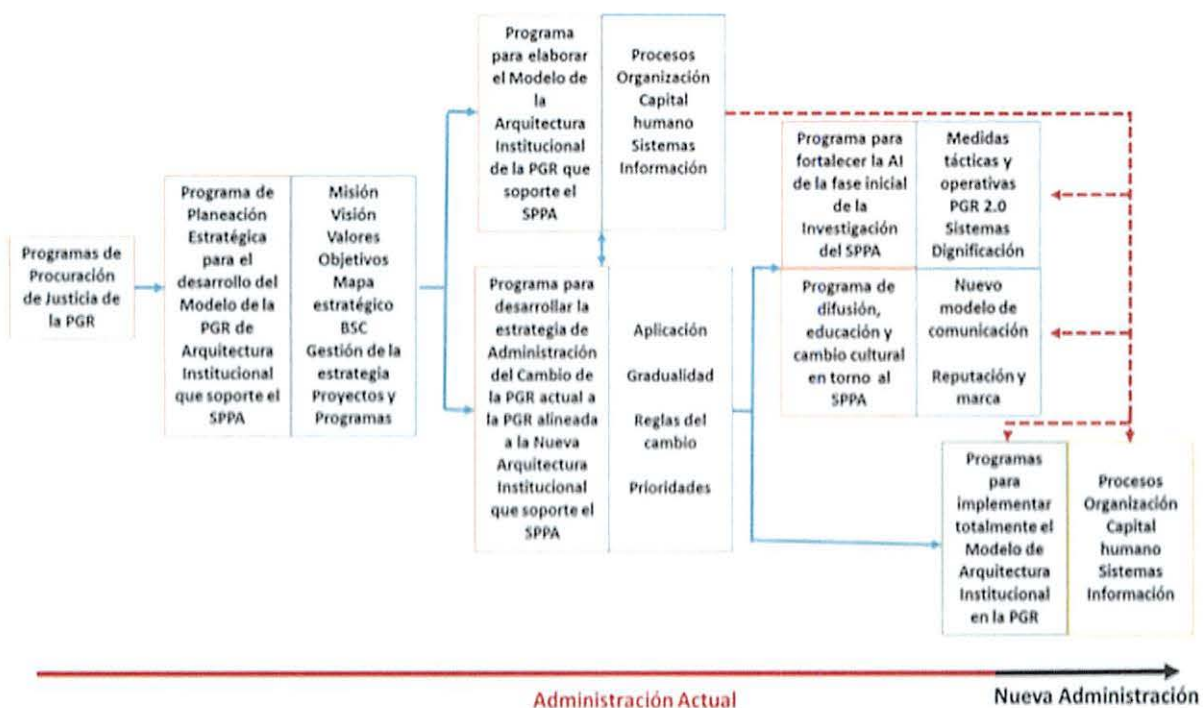 Programas de
Procuración
de Justicia de
la PGR
Programa de
Planeación
Estratégica
para el
desarrollo del
Modelo de la
PGR de
Arquitectura
Institucional
que soporte el
SPPA
Misión
Visión
Valores
Objetivos
Mapa
estratégico
BSC
Gestión de la
estrategia
Proyectos y
Programas
Programa
para elaborar
el Modelo de
la
Arquitectura
Institucional
de la PGR que
soporte el
SPPA
Procesos
Organización
Capital
humano
Sistemas
Información
Programa para
desarrollar la
estrategia de
Administración
del Cambio de
la PGR actual a
la PGR alineada
a la Nueva
Arquitectura
Institucional
que soporte el
SPPA
Aplicación
Gradualidad
Reglas del
cambio
Prioridades
Programa para
fortalecer la AI
de la fase inicial
de la
Investigación
del SPPA
Medidas
tácticas y
operativas
PGR 2.0
Sistemas
Dignificación
Programa de
difusión,
educación y
cambio cultural
en torno al
SPPA
Nuevo
modelo de
comunicación
Reputación y
marca
Programas
para
implementar
totalmente el
Modelo de
Arquitectura
Institucional
en la PGR
Procesos
Organización
Capital
humano
Sistemas
Información
Administración Actual
Nueva Administración